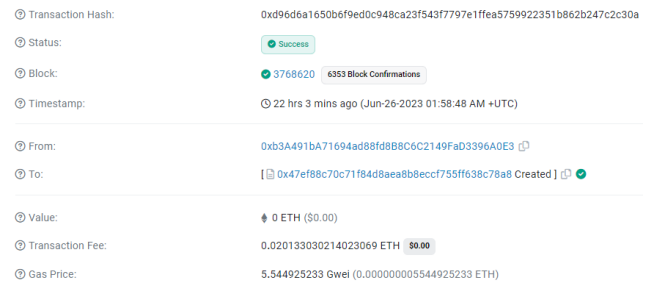 Transaction Hash: 0xd96d6a1650b6f9ed0c948ca23f543f7797e1ffea5759922351b862b247c2c30a
Status: Success
Block: 3768620 6353 Block Confirmations
Timestamp: 22 hrs 3 mins ago (Jun-26-2023 01:58:48 AM +UTC)
From: 0xb3A491bA71694ad88fd8B8C6C2149FaD3396A0E3
To: [ 0x47ef88c70c71f84d8aea8b8eccf755ff638c78a8 Created ]
Value: 0 ETH ($0.00)
Transaction Fee: 0.020133030214023069 ETH $0.00
Gas Price: 5.544925233 Gwei (0.000000005544925233 ETH)